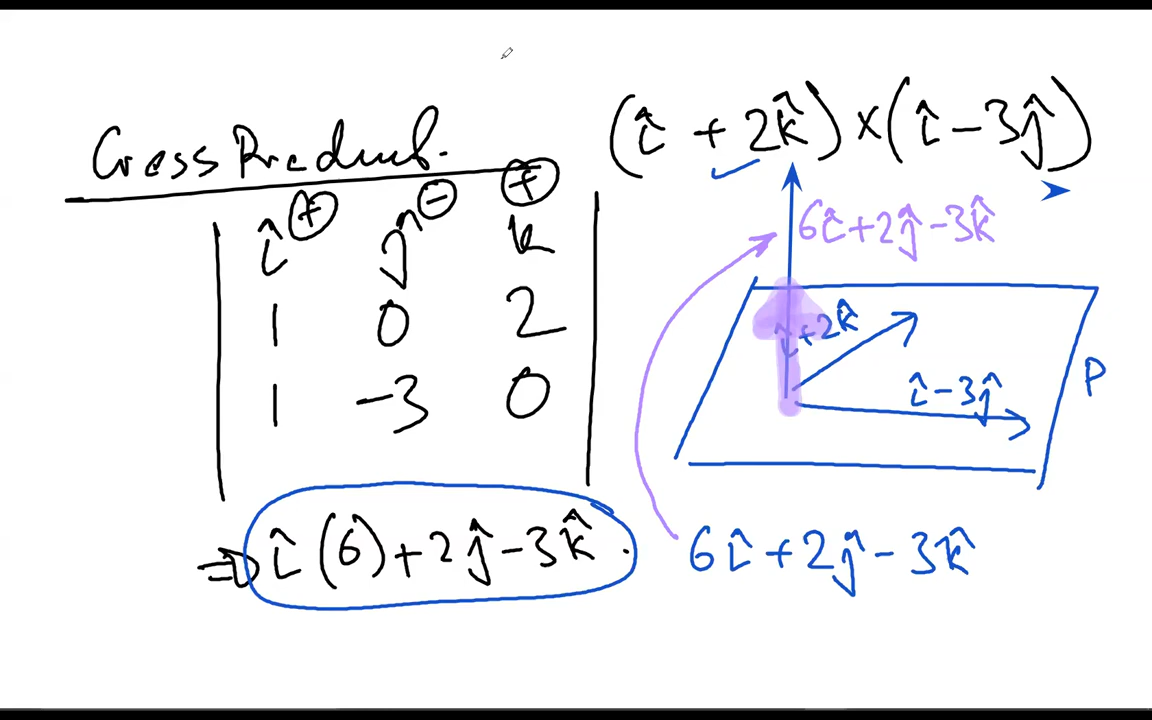 Cross Product.
(î + 2k̂) × (î − 3ĵ)
î ⊕ ĵ ⊖ k ⊕
1 0 2
1 −3 0
⇒ î (6) + 2ĵ − 3k̂ .
6î + 2ĵ − 3k̂
î + 2k̂
î − 3ĵ
P
6î + 2ĵ − 3k̂